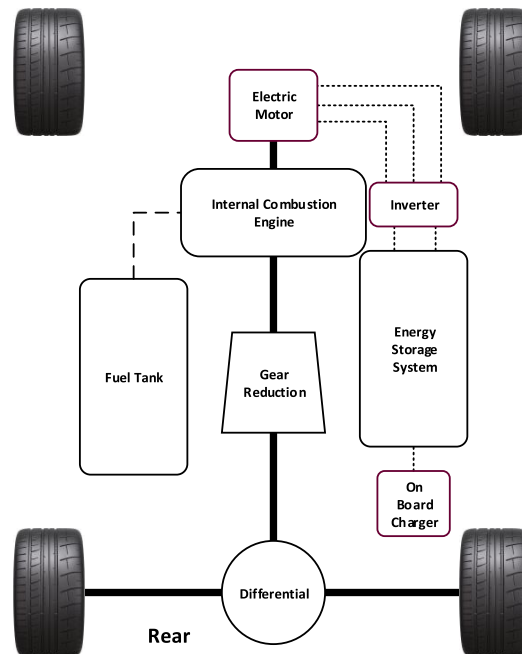 Electric
Motor
Internal Combustion
Engine
Inverter
Fuel Tank
Gear
Reduction
Energy
Storage
System
On
Board
Charger
Differential
Rear